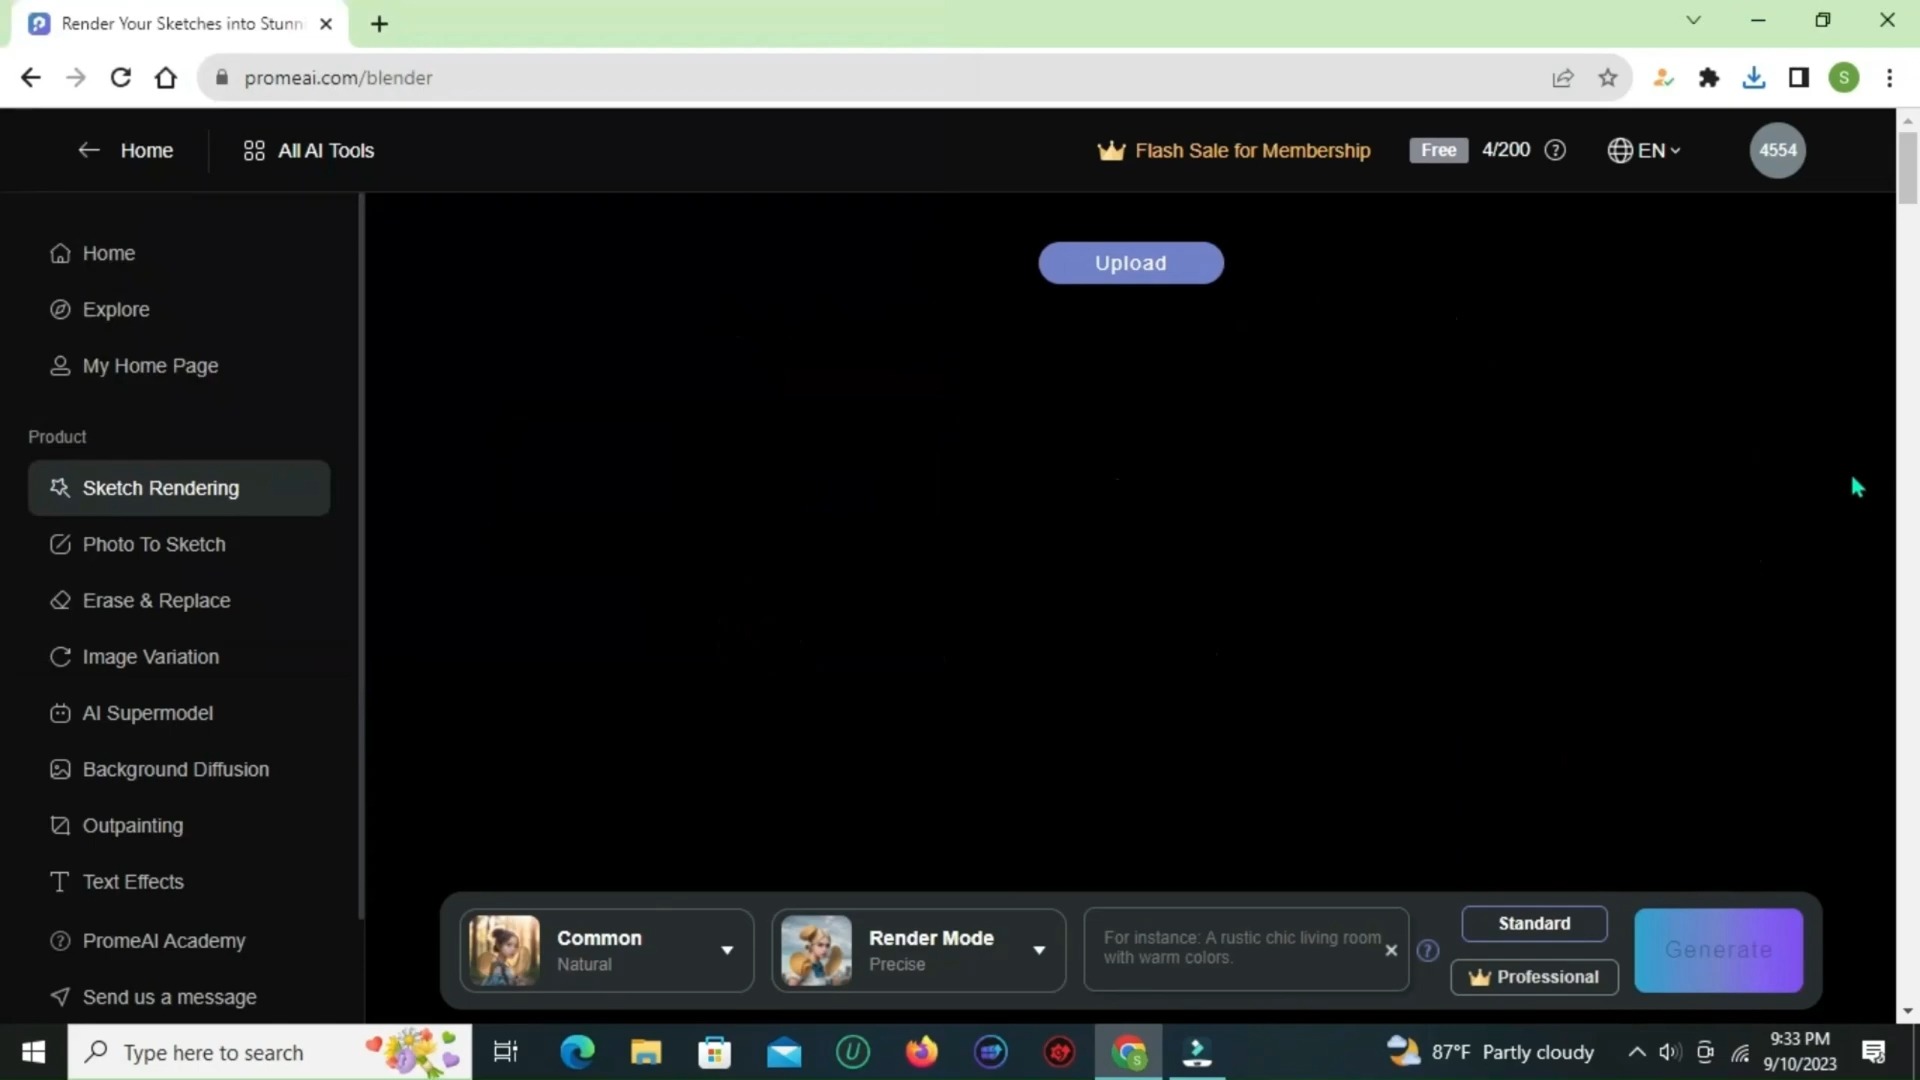 Render Your Sketches into Stunn
promeai.com/blender
S
Home
All AI Tools
Flash Sale for Membership
Free
4/200
?
EN
4554
Home
Explore
My Home Page
Product
Sketch Rendering
Photo To Sketch
Erase & Replace
Image Variation
AI Supermodel
Background Diffusion
Outpainting
Text Effects
PromeAI Academy
Send us a message
Upload
Common
Natural
Render Mode
Precise
For instance: A rustic chic living room
with warm colors.
?
Standard
Professional
Generate
Type here to search
87°F Partly cloudy
9:33 PM
9/10/2023